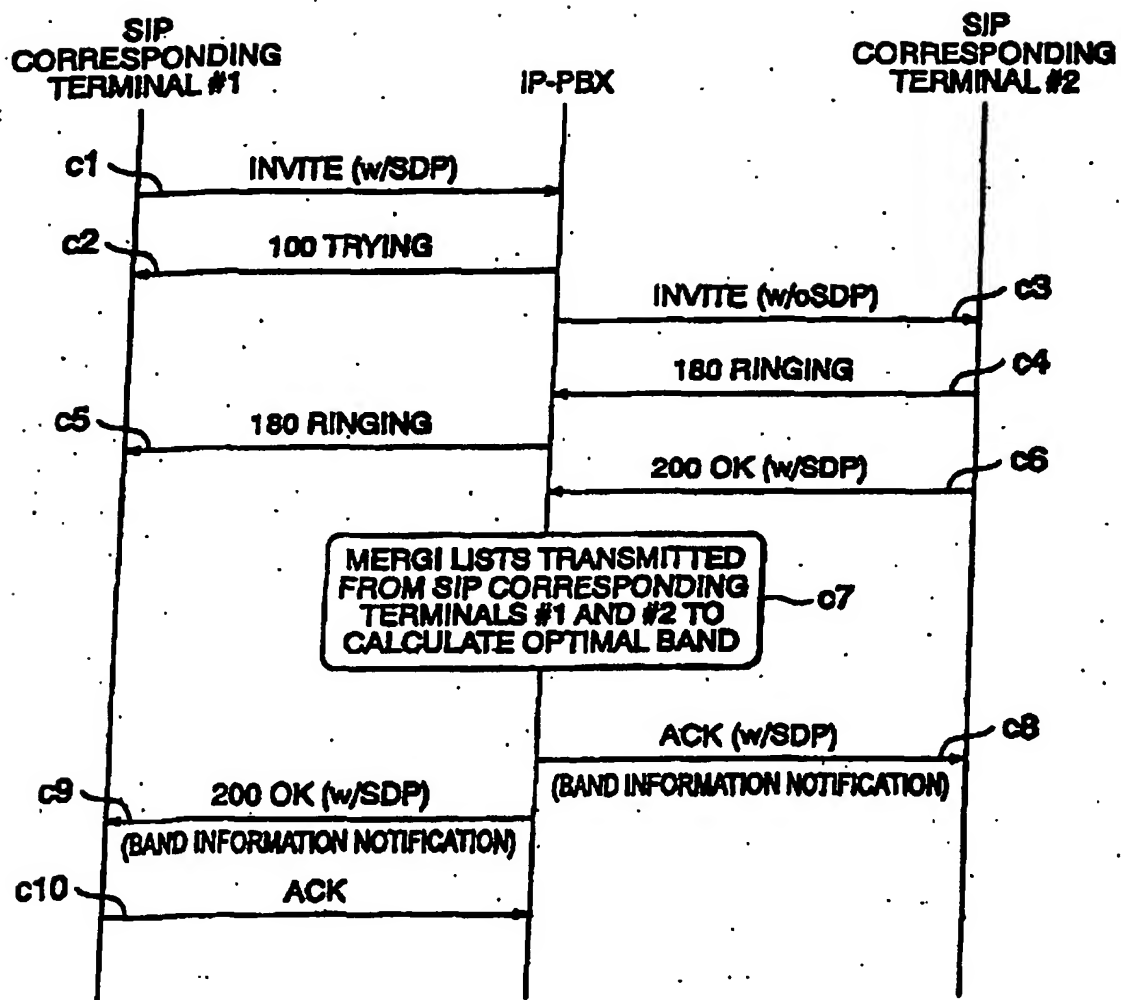 SIP
CORRESPONDING
TERMINAL #1
IP-PBX
SIP
CORRESPONDING
TERMINAL #2
c1
INVITE (w/SDP)
c2
100 TRYING
INVITE (w/oSDP)
c3
180 RINGING
c4
c5
180 RINGING
200 OK (w/SDP)
c6
MERGI LISTS TRANSMITTED
FROM SIP CORRESPONDING
TERMINALS #1 AND #2 TO
CALCULATE OPTIMAL BAND
c7
ACK (w/SDP)
c8
(BAND INFORMATION NOTIFICATION)
c9
200 OK (w/SDP)
(BAND INFORMATION NOTIFICATION)
c10
ACK